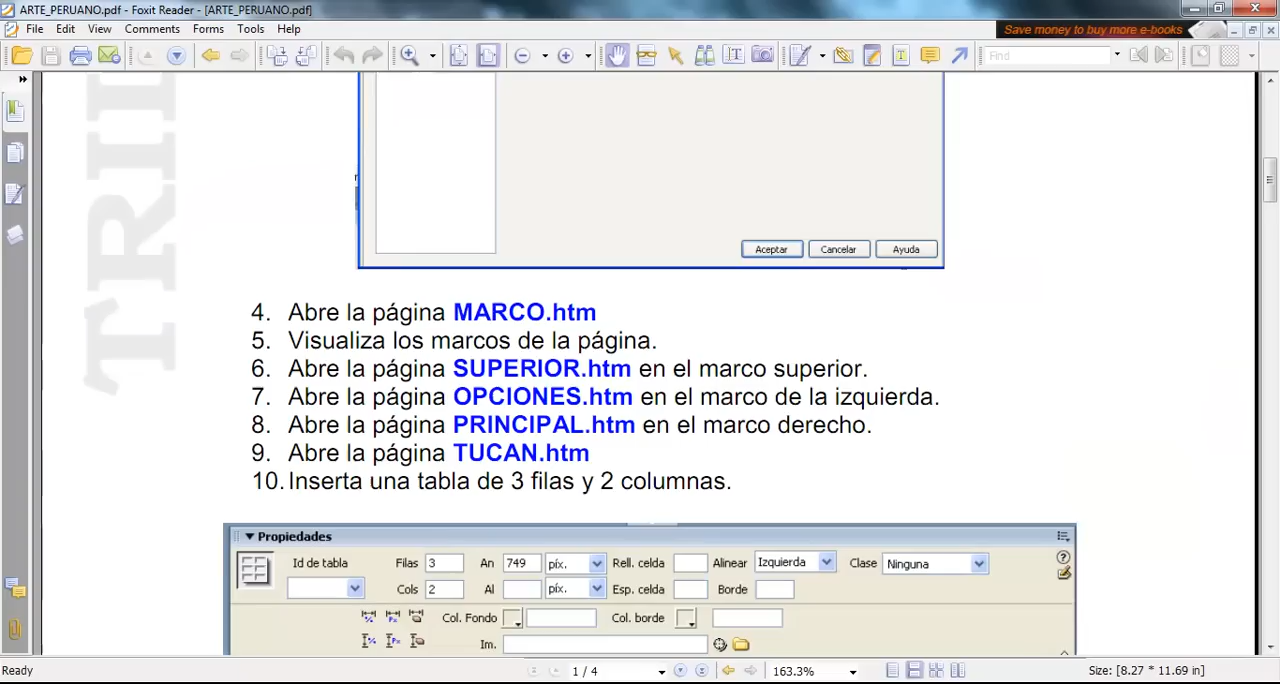 ARTE_PERUANO.pdf - Foxit Reader - [ARTE_PERUANO.pdf]
File Edit View Comments Forms Tools Help
Save money to buy more e-books
Find
TRI
Aceptar Cancelar Ayuda
4. Abre la página MARCO.htm
5. Visualiza los marcos de la página.
6. Abre la página SUPERIOR.htm en el marco superior.
7. Abre la página OPCIONES.htm en el marco de la izquierda.
8. Abre la página PRINCIPAL.htm en el marco derecho.
9. Abre la página TUCAN.htm
10. Inserta una tabla de 3 filas y 2 columnas.
Propiedades
Id de tabla Filas 3 An 749 píx. Rell. celda Alinear Izquierda Clase Ninguna
Cols 2 Al píx. Esp. celda Borde
Col. Fondo Col. borde
Im.
Ready 1 / 4 163.3% Size: [8.27 * 11.69 in]